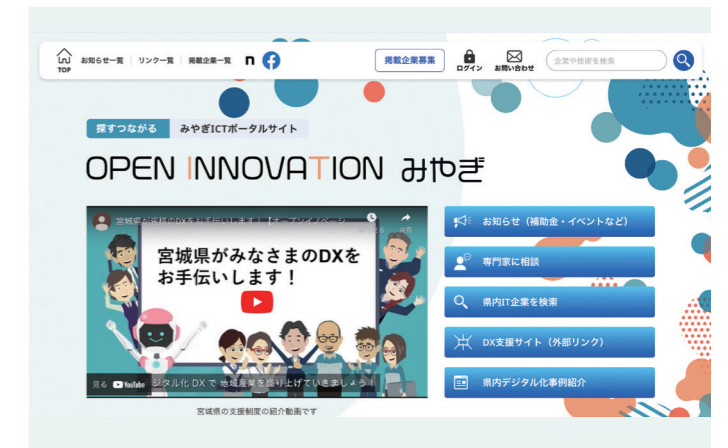 TOP
お知らせ一覧
リンク一覧
掲載企業一覧
n
f
掲載企業募集
ログイン
お問い合わせ
企業や技術を検索
探すつながる
みやぎICTポータルサイト
OPEN INNOVATION みやぎ
宮城県が皆様のDXをお手伝いします！【オープンイノベーシ
共有
宮城県がみなさまのDXを
お手伝いします！
ジタル化 DX で 地域産業を盛り上げていきましょう！
見る YouTube
宮城県の支援制度の紹介動画です
お知らせ（補助金・イベントなど）
専門家に相談
県内IT企業を検索
DX支援サイト（外部リンク）
県内デジタル化事例紹介